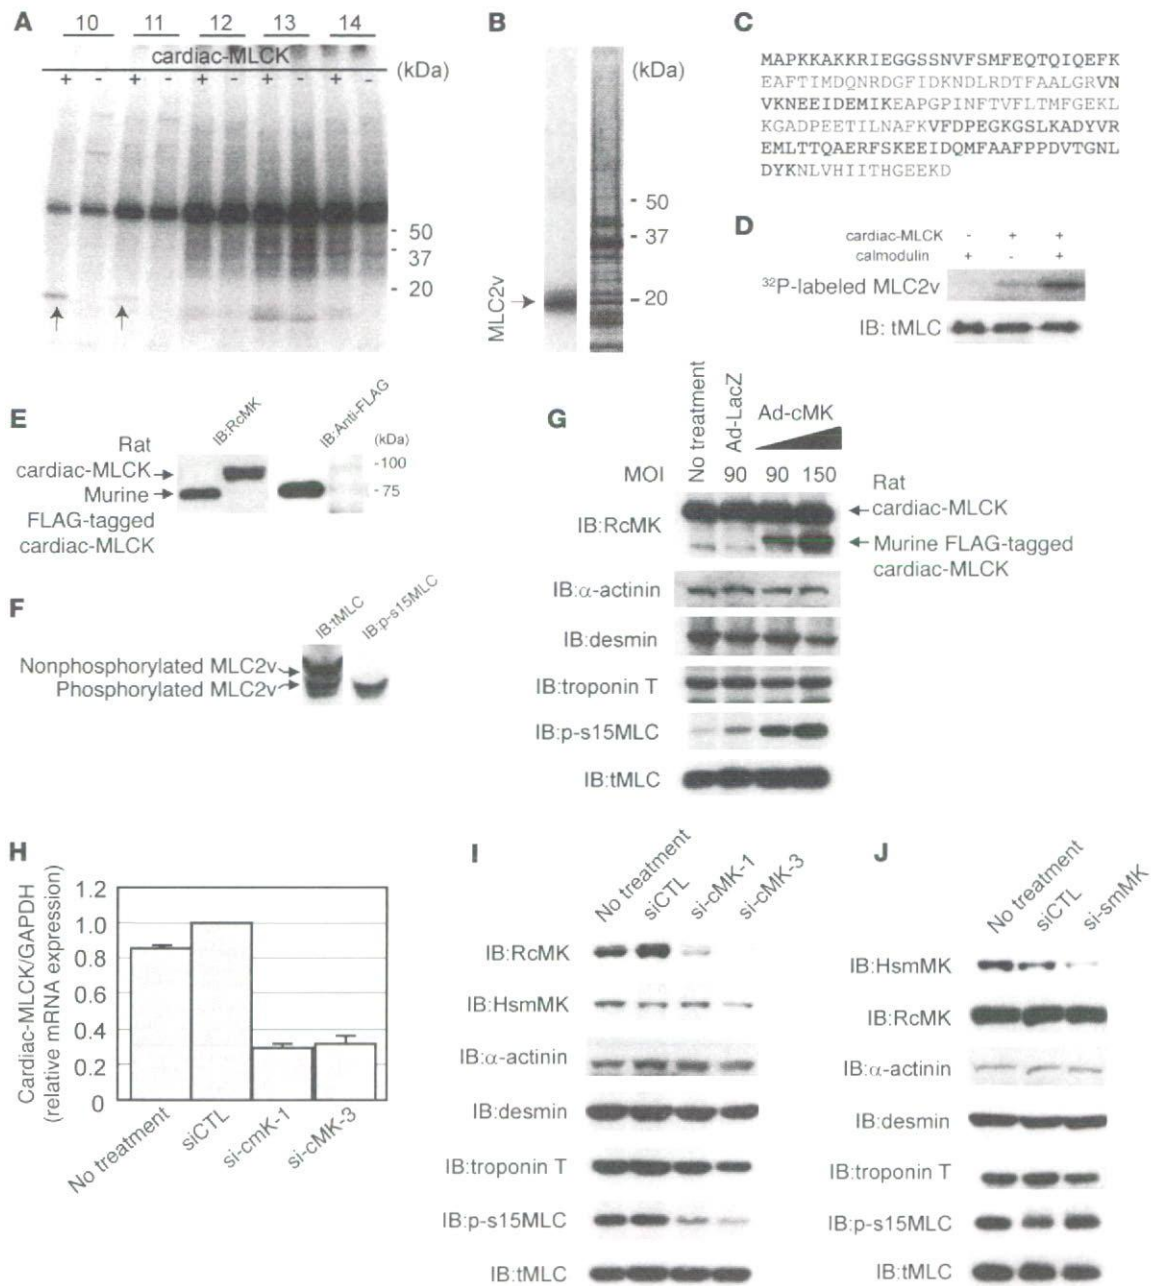 A
10 11 12 13 14
cardiac-MLCK
+ - + - + - + - + -
(kDa)
- 50
- 37
- 20
B
(kDa)
- 50
- 37
- 20
MLC2v
C
MAPKKAKKRIEGGSSNVFSMFEQTQIQEFK
EAFTIMDQNRDGFIDKNDLRDTFAALGRVN
VKNEEIDEMIKEAPGPINFTVFLTMFGEKL
KGADPEETILNAFKVFDPEGKGSLKADYVR
EMLTTQAERFSKEEIDQMFAAFPPDVTGNL
DYKNLVHIITHGEEKD
D
cardiac-MLCK - + +
calmodulin + - +
32P-labeled MLC2v
IB: tMLC
E
IB:RcMK
IB:Anti-FLAG
(kDa)
-100
-75
Rat
cardiac-MLCK
Murine
FLAG-tagged
cardiac-MLCK
F
IB:tMLC
IB:p-s15MLC
Nonphosphorylated MLC2v
Phosphorylated MLC2v
G
No treatment
Ad-LacZ
Ad-cMK
MOI 90 90 150
IB:RcMK
Rat
cardiac-MLCK
Murine FLAG-tagged
cardiac-MLCK
IB:α-actinin
IB:desmin
IB:troponin T
IB:p-s15MLC
IB:tMLC
H
Cardiac-MLCK/GAPDH
(relative mRNA expression)
1.2
1.0
0.8
0.6
0.4
0.2
0
No treatment
siCTL
si-cmK-1
si-cMK-3
I
No treatment
siCTL
si-cMK-1
si-cMK-3
IB:RcMK
IB:HsmMK
IB:α-actinin
IB:desmin
IB:troponin T
IB:p-s15MLC
IB:tMLC
J
No treatment
siCTL
si-smMK
IB:HsmMK
IB:RcMK
IB:α-actinin
IB:desmin
IB:troponin T
IB:p-s15MLC
IB:tMLC